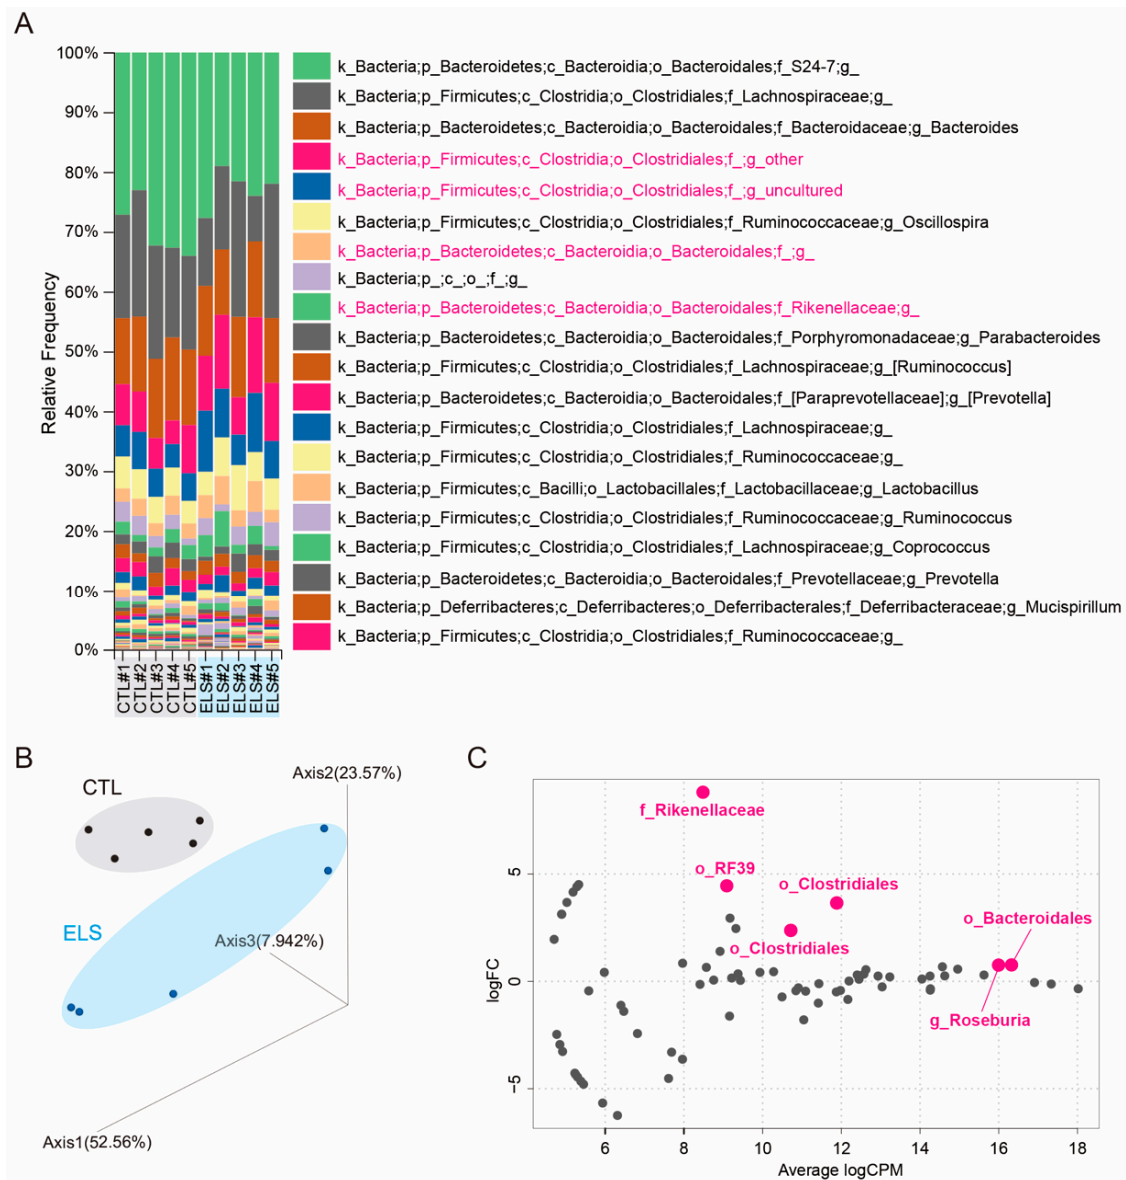 A
100%
90%
80%
70%
60%
50%
40%
30%
20%
10%
0%
Relative Frequency
CTL#1
CTL#2
CTL#3
CTL#4
CTL#5
ELS#1
ELS#2
ELS#3
ELS#4
ELS#5
k_Bacteria;p_Bacteroidetes;c_Bacteroidia;o_Bacteroidales;f_S24-7;g_
k_Bacteria;p_Firmicutes;c_Clostridia;o_Clostridiales;f_Lachnospiraceae;g_
k_Bacteria;p_Bacteroidetes;c_Bacteroidia;o_Bacteroidales;f_Bacteroidaceae;g_Bacteroides
k_Bacteria;p_Firmicutes;c_Clostridia;o_Clostridiales;f_;g_other
k_Bacteria;p_Firmicutes;c_Clostridia;o_Clostridiales;f_;g_uncultured
k_Bacteria;p_Firmicutes;c_Clostridia;o_Clostridiales;f_Ruminococcaceae;g_Oscillospira
k_Bacteria;p_Bacteroidetes;c_Bacteroidia;o_Bacteroidales;f_;g_
k_Bacteria;p_;c_;o_;f_;g_
k_Bacteria;p_Bacteroidetes;c_Bacteroidia;o_Bacteroidales;f_Rikenellaceae;g_
k_Bacteria;p_Bacteroidetes;c_Bacteroidia;o_Bacteroidales;f_Porphyromonadaceae;g_Parabacteroides
k_Bacteria;p_Firmicutes;c_Clostridia;o_Clostridiales;f_Lachnospiraceae;g_[Ruminococcus]
k_Bacteria;p_Bacteroidetes;c_Bacteroidia;o_Bacteroidales;f_[Paraprevotellaceae];g_[Prevotella]
k_Bacteria;p_Firmicutes;c_Clostridia;o_Clostridiales;f_Lachnospiraceae;g_
k_Bacteria;p_Firmicutes;c_Clostridia;o_Clostridiales;f_Ruminococcaceae;g_
k_Bacteria;p_Firmicutes;c_Bacilli;o_Lactobacillales;f_Lactobacillaceae;g_Lactobacillus
k_Bacteria;p_Firmicutes;c_Clostridia;o_Clostridiales;f_Ruminococcaceae;g_Ruminococcus
k_Bacteria;p_Firmicutes;c_Clostridia;o_Clostridiales;f_Lachnospiraceae;g_Coprococcus
k_Bacteria;p_Bacteroidetes;c_Bacteroidia;o_Bacteroidales;f_Prevotellaceae;g_Prevotella
k_Bacteria;p_Deferribacteres;c_Deferribacteres;o_Deferribacterales;f_Deferribacteraceae;g_Mucispirillum
k_Bacteria;p_Firmicutes;c_Clostridia;o_Clostridiales;f_Ruminococcaceae;g_
B
Axis2(23.57%)
CTL
ELS
Axis3(7.942%)
Axis1(52.56%)
C
f_Rikenellaceae
o_RF39
o_Clostridiales
o_Clostridiales
o_Bacteroidales
g_Roseburia
logFC
5
0
−5
6
8
10
12
14
16
18
Average logCPM